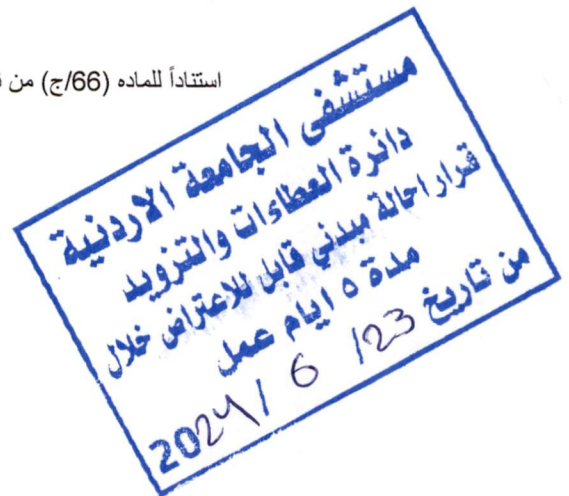 استناداً للماده (66/ج) من
مستشفى الجامعة الاردنية
دائرة العطاءات والتزويد
قرار احالة مبدئي قابل للاعتراض خلال
مدة ٥ ايام عمل
من تاريخ 23/ 6 /2024